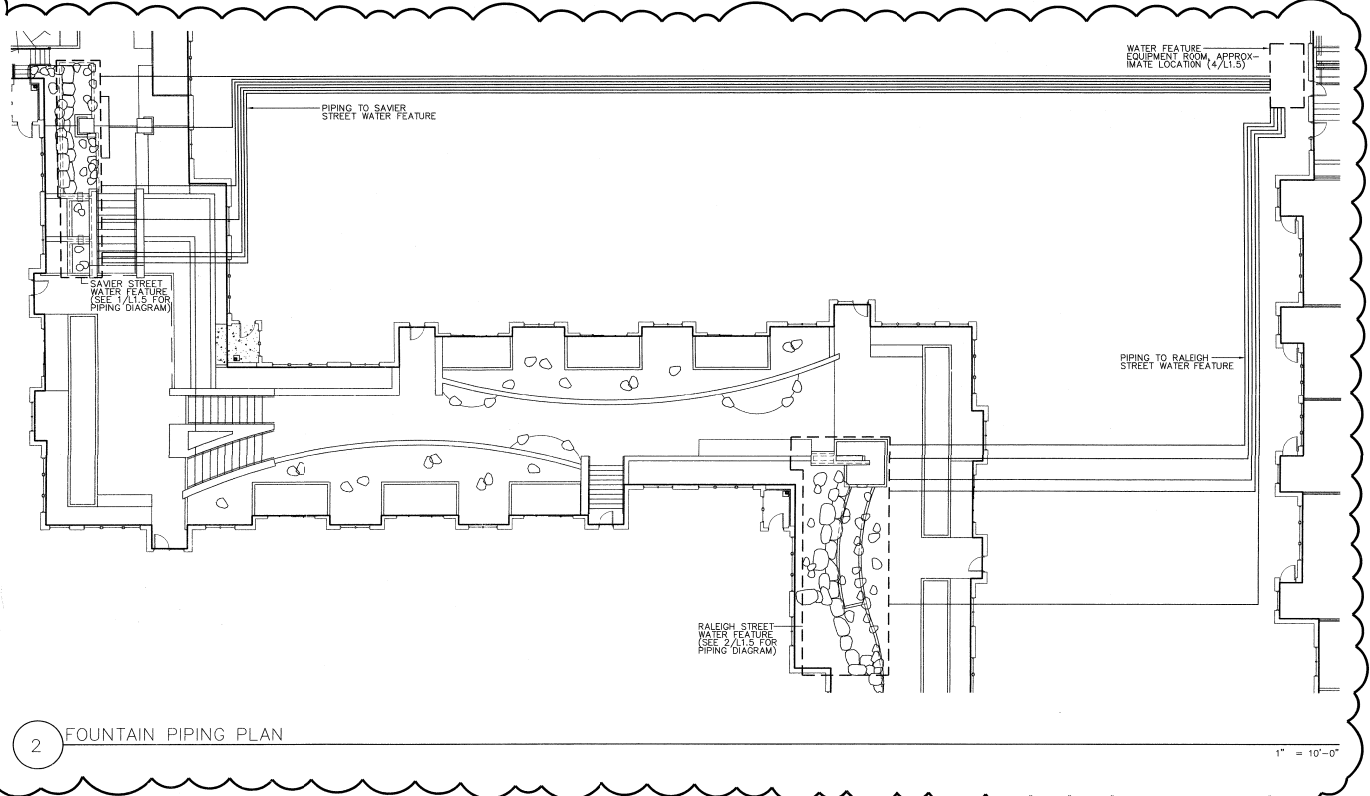 WATER FEATURE
EQUIPMENT ROOM, APPROX-
IMATE LOCATION (4/L1.5)
PIPING TO SAVIER
STREET WATER FEATURE
SAVIER STREET
WATER FEATURE
(SEE 1/L1.5 FOR
PIPING DIAGRAM)
PIPING TO RALEIGH
STREET WATER FEATURE
RALEIGH STREET
WATER FEATURE
(SEE 2/L1.5 FOR
PIPING DIAGRAM)
2 FOUNTAIN PIPING PLAN
1" = 10'-0"